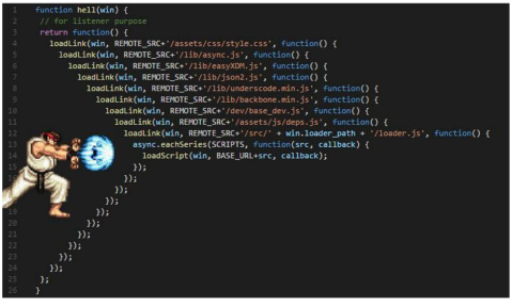 1 function hell(win) {
2 // for listener purpose
3 return function() {
4 loadLink(win, REMOTE_SRC+'/assets/css/style.css', function() {
5 loadLink(win, REMOTE_SRC+'/lib/async.js', function() {
6 loadLink(win, REMOTE_SRC+'/lib/easyXDM.js', function() {
7 loadLink(win, REMOTE_SRC+'/lib/json2.js', function() {
8 loadLink(win, REMOTE_SRC+'/lib/underscode.min.js', function() {
9 loadLink(win, REMOTE_SRC+'/lib/backbone.min.js', function() {
10 loadLink(win, REMOTE_SRC+'/dev/base_dev.js', function() {
11 loadLink(win, REMOTE_SRC+'/assets/js/deps.js', function() {
12 loadLink(win, REMOTE_SRC+'/src/' + win.loader_path + '/loader.js', function() {
13 async.eachSeries(SCRIPTS, function(src, callback) {
loadScript(win, BASE_URL+src, callback);
});
});
});
});
19 });
20 });
21 });
22 });
23 });
24 });
25 };
26 }